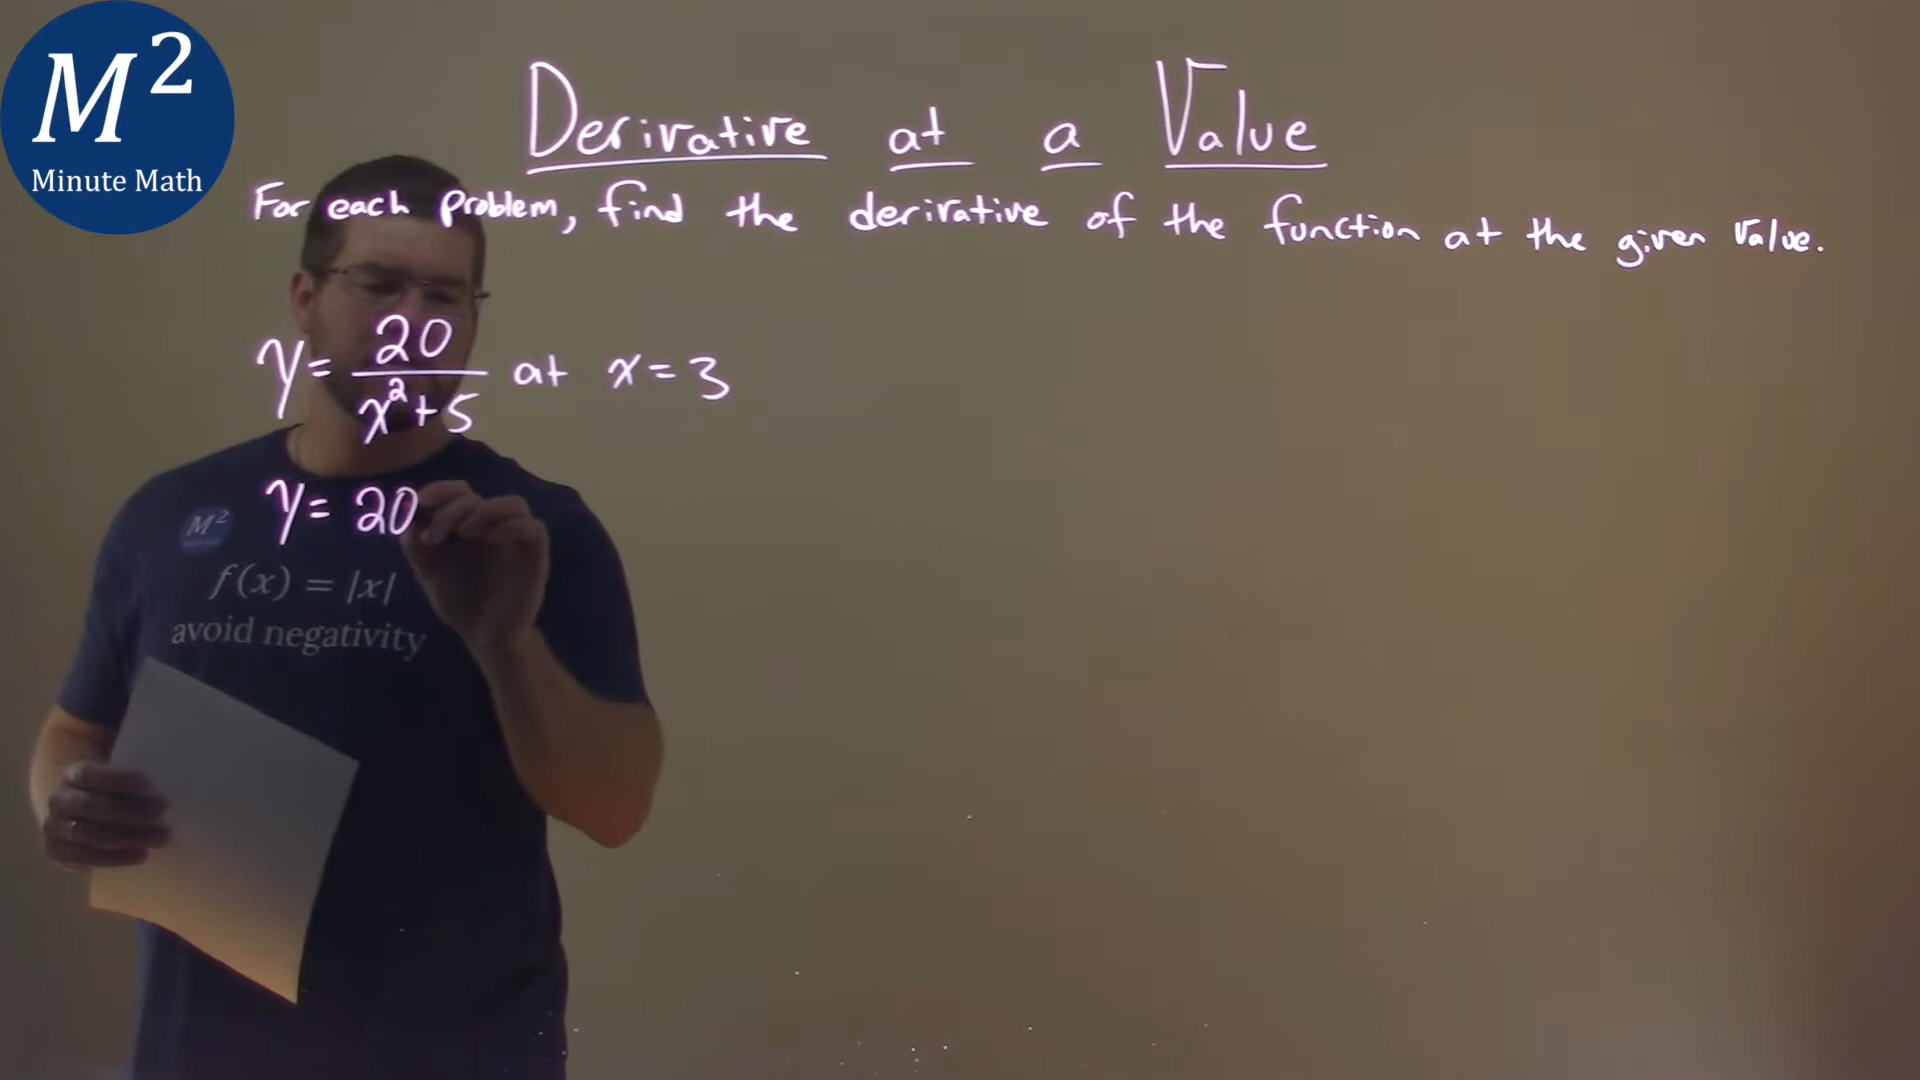 M²
Minute Math
Derivative at a Value
For each problem, find the derivative of the function at the given value.
y = 20/(x²+5) at x = 3
y = 20
M²
f(x) = |x|
avoid negativity